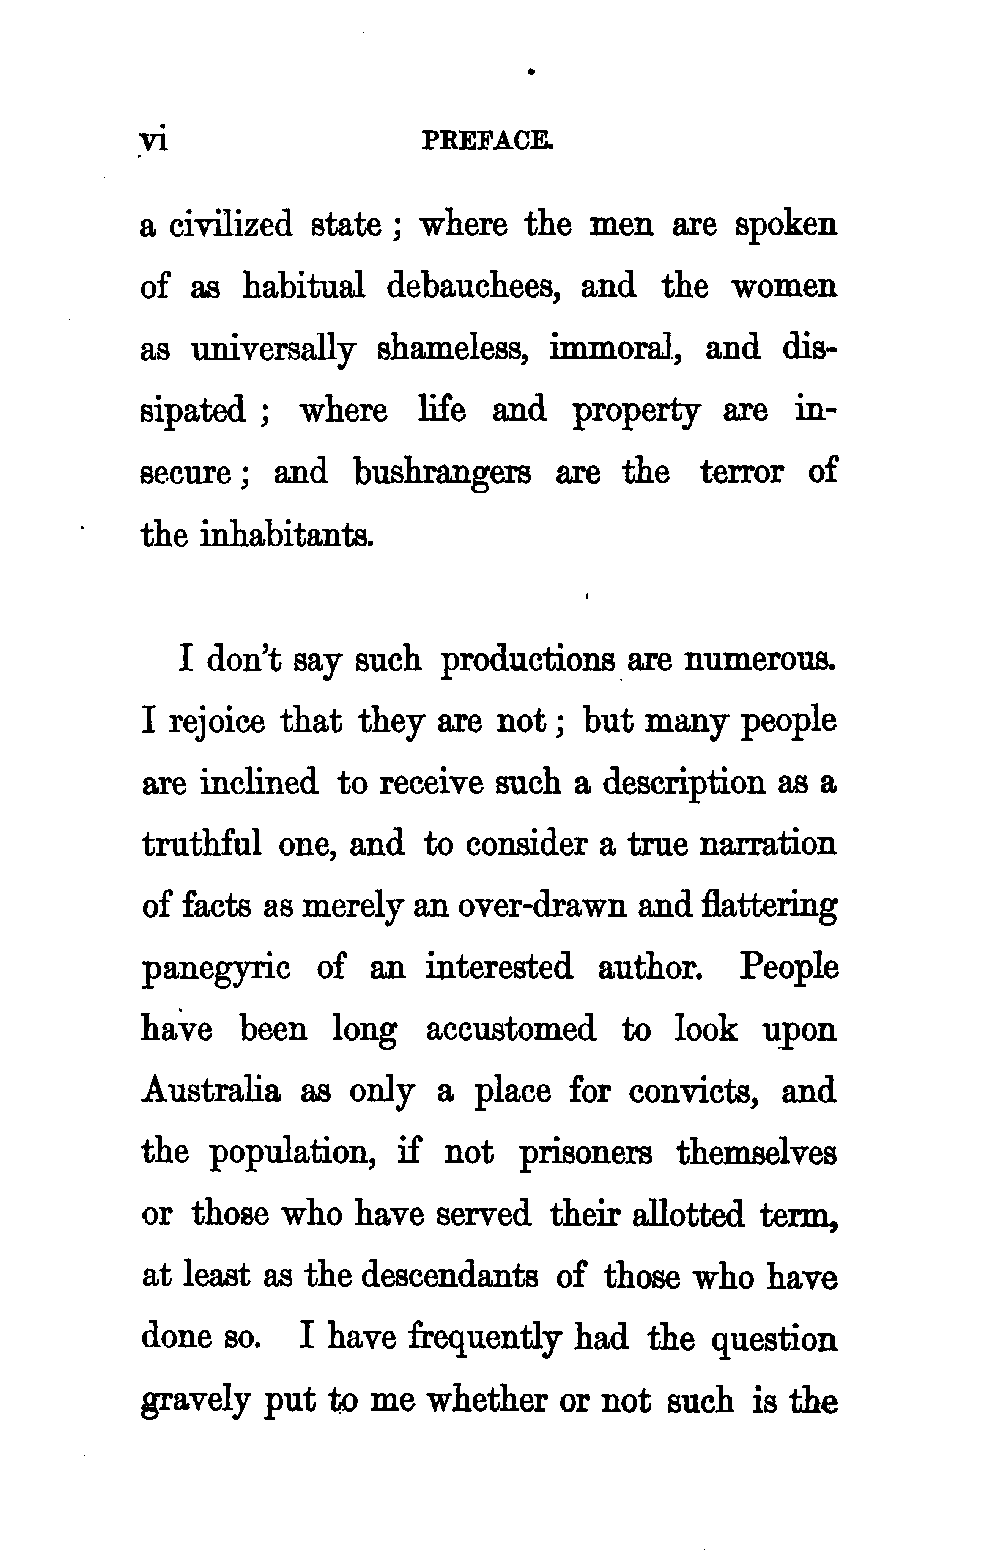 vi PREFACE.
a civilized state ; where the men are spoken
of as habitual debauchees, and the women
as universally shameless, immoral, and dis-
sipated ; where life and property are in-
secure ; and bushrangers are the terror of
the inhabitants.
I don't say such productions are numerous.
I rejoice that they are not ; but many people
are inclined to receive such a description as a
truthful one, and to consider a true narration
of facts as merely an over-drawn and flattering
panegyric of an interested author. People
have been long accustomed to look upon
Australia as only a place for convicts, and
the population, if not prisoners themselves
or those who have served their allotted term,
at least as the descendants of those who have
done so. I have frequently had the question
gravely put to me whether or not such is the